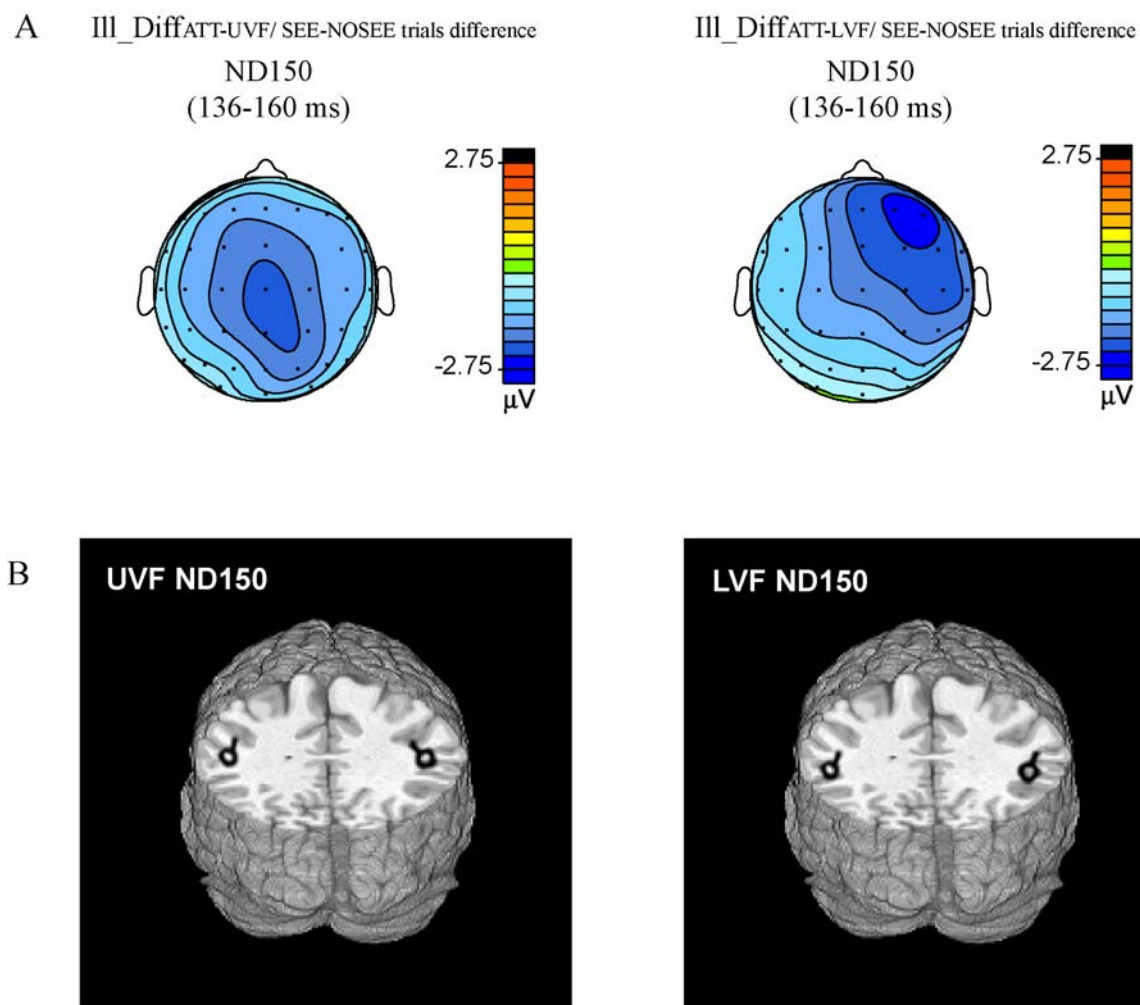 A
Ill_DiffATT-UVF/ SEE-NOSEE trials difference
ND150
(136-160 ms)
2.75
-2.75
µV
Ill_DiffATT-LVF/ SEE-NOSEE trials difference
ND150
(136-160 ms)
2.75
-2.75
µV
B
UVF ND150
LVF ND150